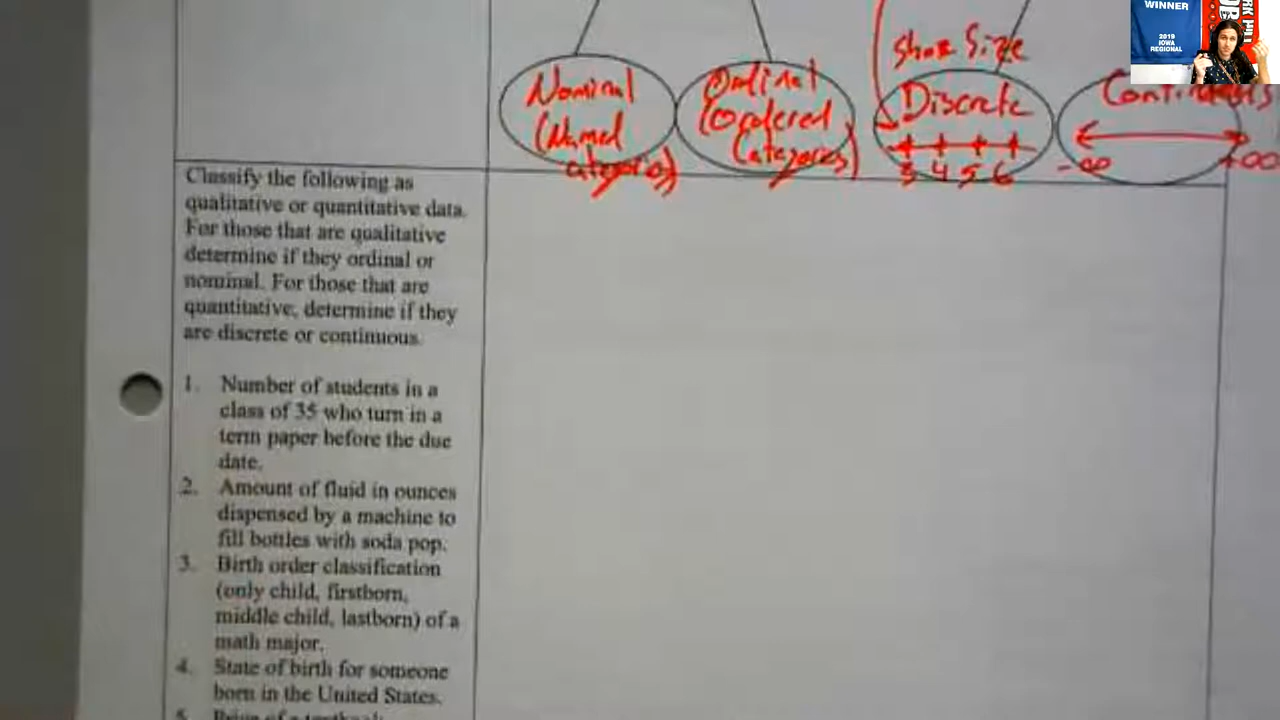 WINNER
2019
IOWA
REGIONAL
Shoe Size
Nominal
(Named
categories)
Ordinal
(Ordered
Categories)
Discrete
3 4 5 6
Continuous
-∞ +∞
Classify the following as
qualitative or quantitative data.
For those that are qualitative
determine if they ordinal or
nominal. For those that are
quantitative, determine if they
are discrete or continuous.
1. Number of students in a
class of 35 who turn in a
term paper before the due
date.
2. Amount of fluid in ounces
dispensed by a machine to
fill bottles with soda pop.
3. Birth order classification
(only child, firstborn,
middle child, lastborn) of a
math major.
4. State of birth for someone
born in the United States.
5. Price of a textbook